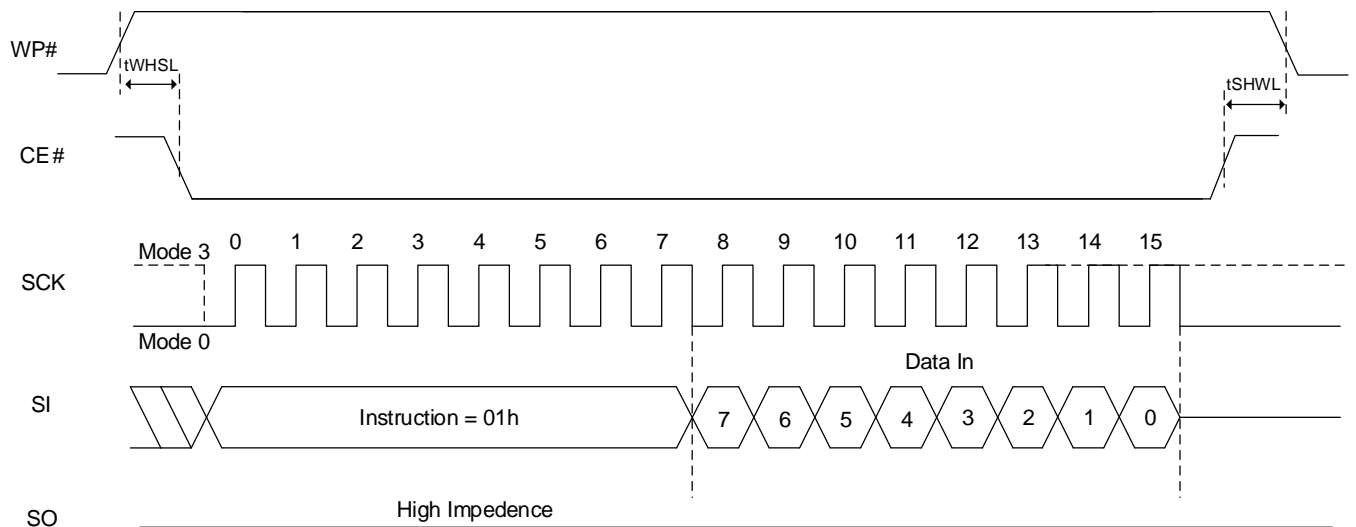 WP#
tWHSL
tSHWL
CE#
Mode 3
0 1 2 3 4 5 6 7 8 9 10 11 12 13 14 15
SCK
Mode 0
Data In
SI
Instruction = 01h
7 6 5 4 3 2 1 0
High Impedence
SO